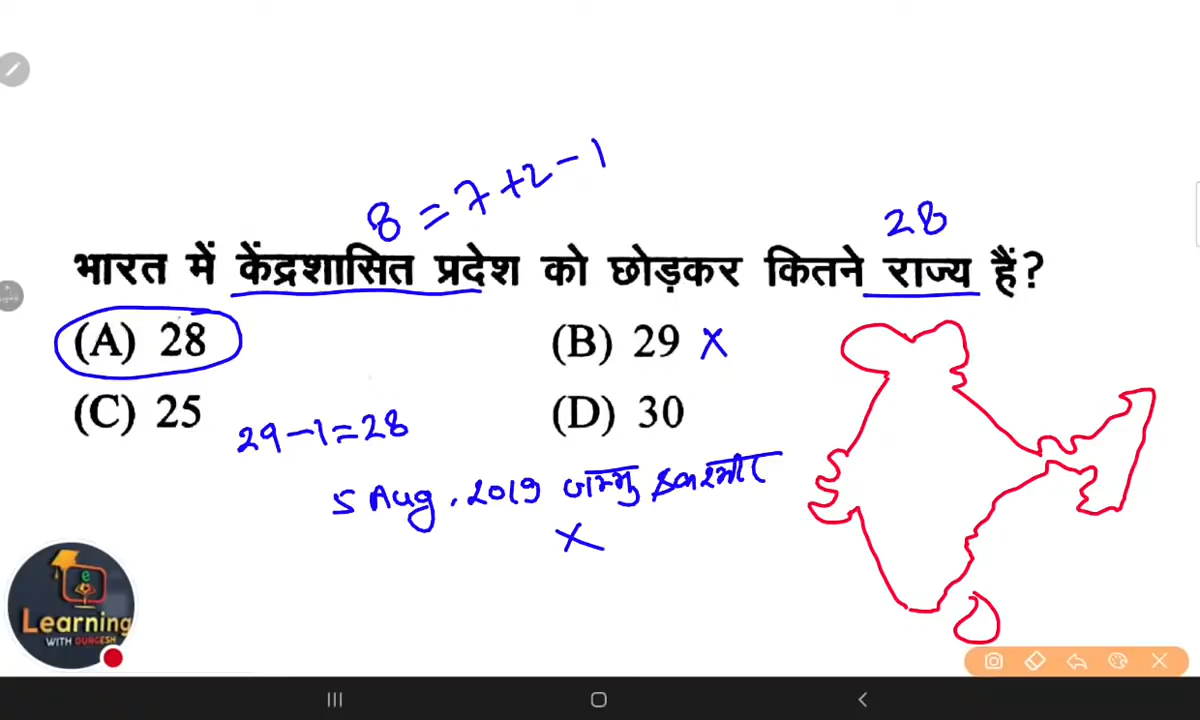 8 = 7 + 2 - 1
28
भारत में केंद्रशासित प्रदेश को छोड़कर कितने राज्य हैं?
(A) 28 (B) 29 X
(C) 25 (D) 30
29 - 1 = 28
5 Aug. 2019 जम्मू कश्मीर
X
e
Learning
WITH DURGESH